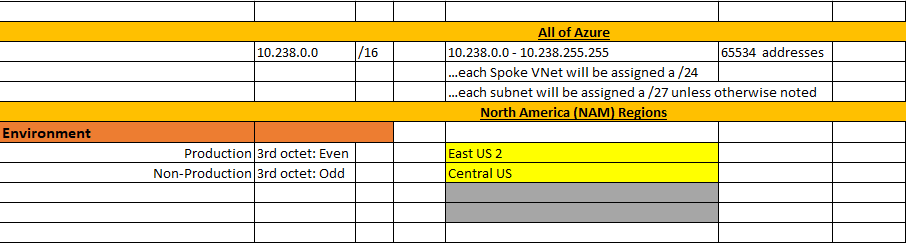 All of Azure
10.238.0.0 /16 10.238.0.0 - 10.238.255.255 65534 addresses
...each Spoke VNet will be assigned a /24
...each subnet will be assigned a /27 unless otherwise noted
North America (NAM) Regions
Environment
Production 3rd octet: Even East US 2
Non-Production 3rd octet: Odd Central US